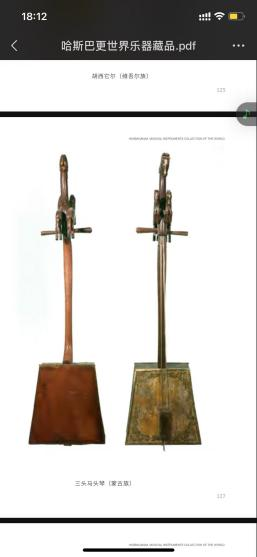 18:12
哈斯巴更世界乐器藏品.pdf
胡西它尔（维吾尔族）
125
HASBAGANA MUSICAL INSTRUMENTS COLLECTION OF THE WORLD
三头马头琴（蒙古族）
127